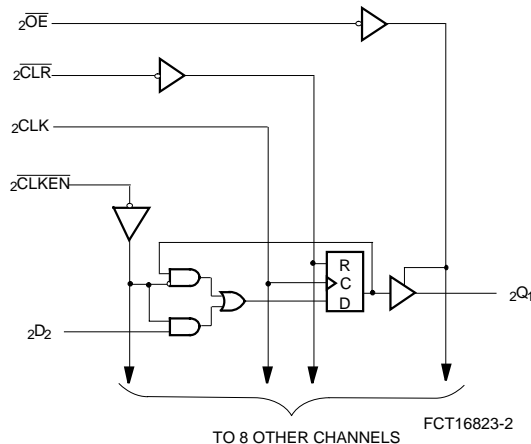 2OE
2CLR
2CLK
2CLKEN
R
C
D
2Q1
2D2
FCT16823-2
TO 8 OTHER CHANNELS